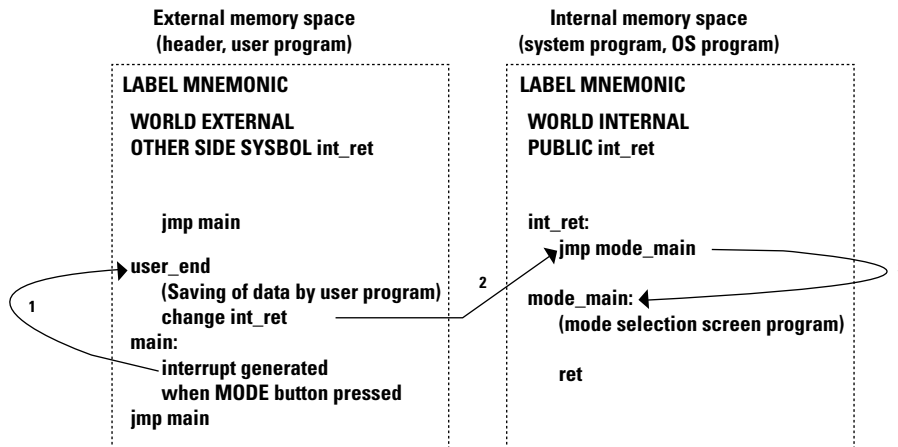 External memory space
(header, user program)
LABEL MNEMONIC
WORLD EXTERNAL
OTHER SIDE SYSBOL int_ret
jmp main
user_end
(Saving of data by user program)
change int_ret
main:
interrupt generated
when MODE button pressed
jmp main
1
2
Internal memory space
(system program, OS program)
LABEL MNEMONIC
WORLD INTERNAL
PUBLIC int_ret
int_ret:
jmp mode_main
mode_main:
(mode selection screen program)
ret